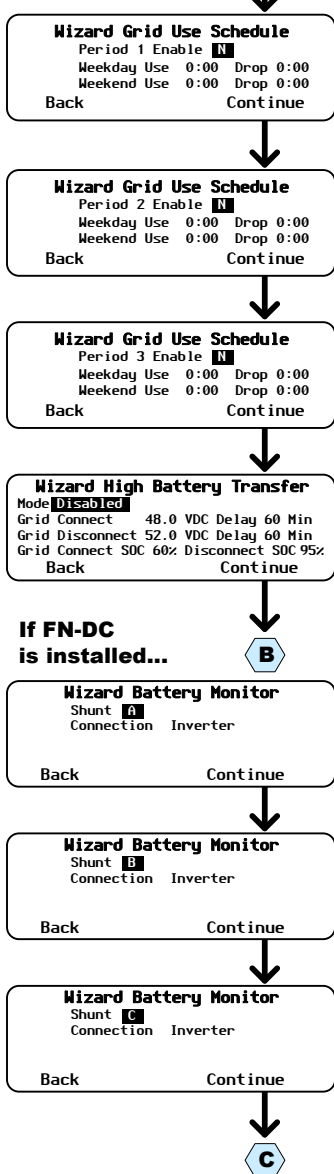 Wizard Grid Use Schedule
Period 1 Enable N
Weekday Use 0:00 Drop 0:00
Weekend Use 0:00 Drop 0:00
Back Continue
Wizard Grid Use Schedule
Period 2 Enable N
Weekday Use 0:00 Drop 0:00
Weekend Use 0:00 Drop 0:00
Back Continue
Wizard Grid Use Schedule
Period 3 Enable N
Weekday Use 0:00 Drop 0:00
Weekend Use 0:00 Drop 0:00
Back Continue
Wizard High Battery Transfer
Mode Disabled
Grid Connect 48.0 VDC Delay 60 Min
Grid Disconnect 52.0 VDC Delay 60 Min
Grid Connect SOC 60% Disconnect SOC 95%
Back Continue
If FN-DC
is installed...
B
Wizard Battery Monitor
Shunt A
Connection Inverter
Back Continue
Wizard Battery Monitor
Shunt B
Connection Inverter
Back Continue
Wizard Battery Monitor
Shunt C
Connection Inverter
Back Continue
C